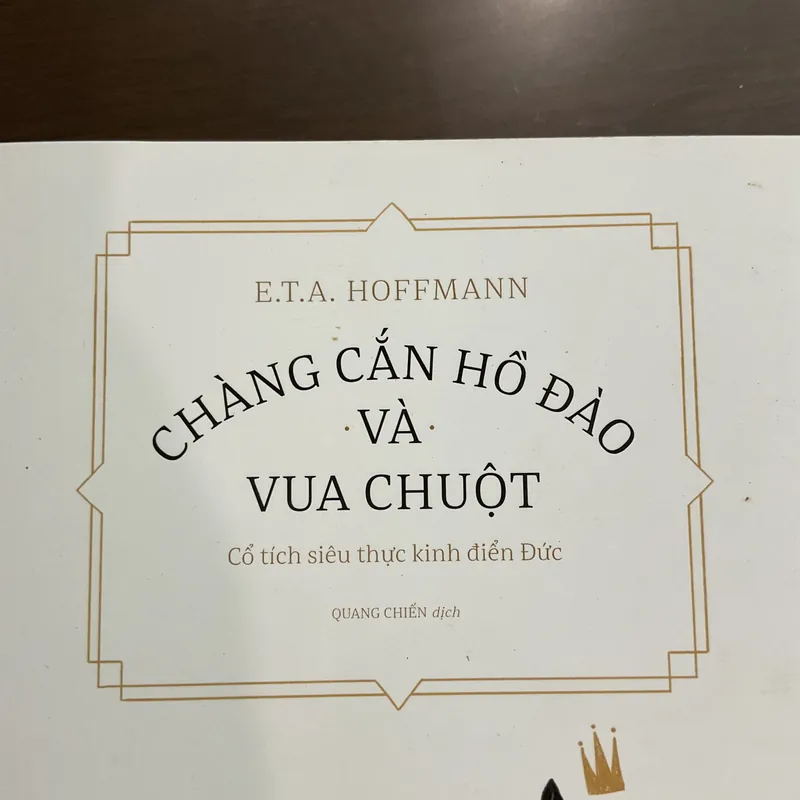 E.T.A. HOFFMANN
CHÀNG CẮN HỒ ĐÀO
·VÀ·
VUA CHUỘT
Cổ tích siêu thực kinh điển Đức
QUANG CHIẾN dịch